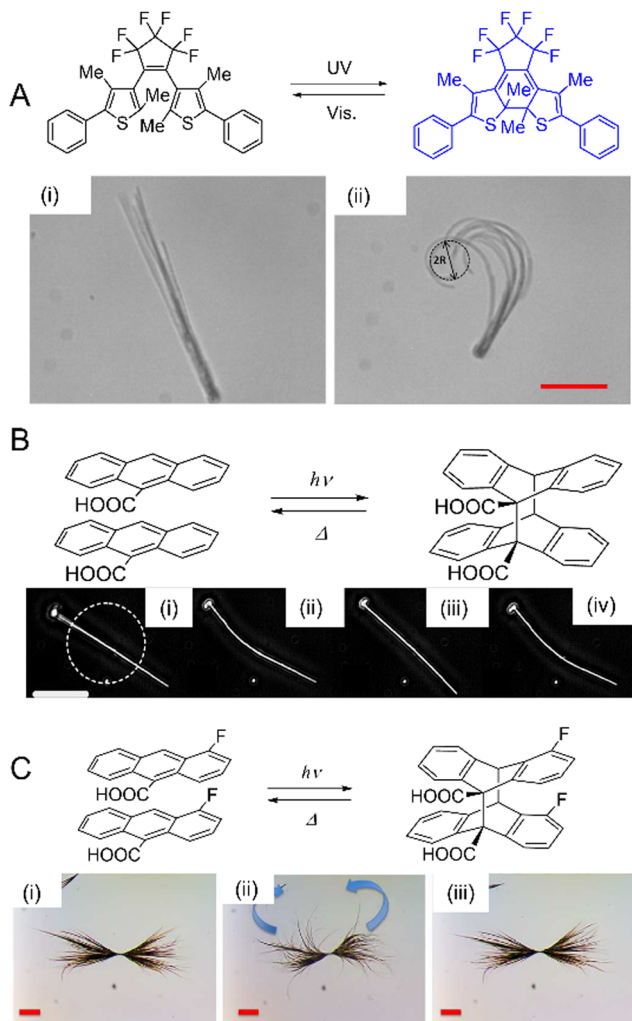 A
F F
F F
F F
Me Me
Me
Me
S S
UV
Vis.
F F
F F
F F
Me Me Me
S Me S
(i)
(ii)
2R
B
HOOC
HOOC
hν
Δ
HOOC
HOOC
(i)
(ii)
(iii)
(iv)
C
F
HOOC
F
HOOC
hν
Δ
F
HOOC
F
HOOC
(i)
(ii)
(iii)